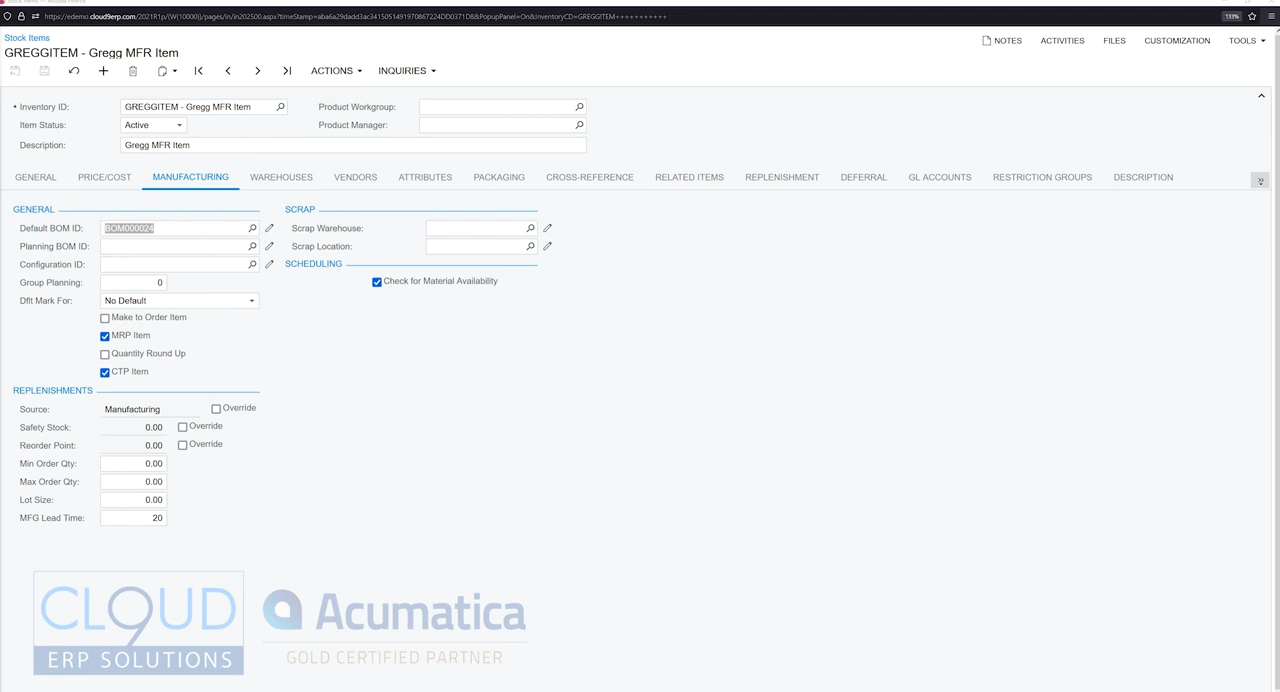 https://edemo.cloud9erp.com/2021R1p/(W(10000))/pages/in/in202500.aspx?timeStamp=aba6a29dadd3ac3415051491970867224DD0371D8&PopupPanel=On&InventoryCD=GREGGITEM+++++++++++ 133%
Stock Items
GREGGITEM - Gregg MFR Item
NOTES ACTIVITIES FILES CUSTOMIZATION TOOLS
ACTIONS INQUIRIES
• Inventory ID: GREGGITEM - Gregg MFR Item Product Workgroup:
Item Status: Active Product Manager:
Description: Gregg MFR Item
GENERAL PRICE/COST MANUFACTURING WAREHOUSES VENDORS ATTRIBUTES PACKAGING CROSS-REFERENCE RELATED ITEMS REPLENISHMENT DEFERRAL GL ACCOUNTS RESTRICTION GROUPS DESCRIPTION
GENERAL SCRAP
Default BOM ID: BOM000024 Scrap Warehouse:
Planning BOM ID: Scrap Location:
Configuration ID: SCHEDULING
Group Planning: 0 Check for Material Availability
Dflt Mark For: No Default
Make to Order Item
MRP Item
Quantity Round Up
CTP Item
REPLENISHMENTS
Source: Manufacturing Override
Safety Stock: 0.00 Override
Reorder Point: 0.00 Override
Min Order Qty: 0.00
Max Order Qty: 0.00
Lot Size: 0.00
MFG Lead Time: 20
CLOUD9
ERP SOLUTIONS
Acumatica
GOLD CERTIFIED PARTNER